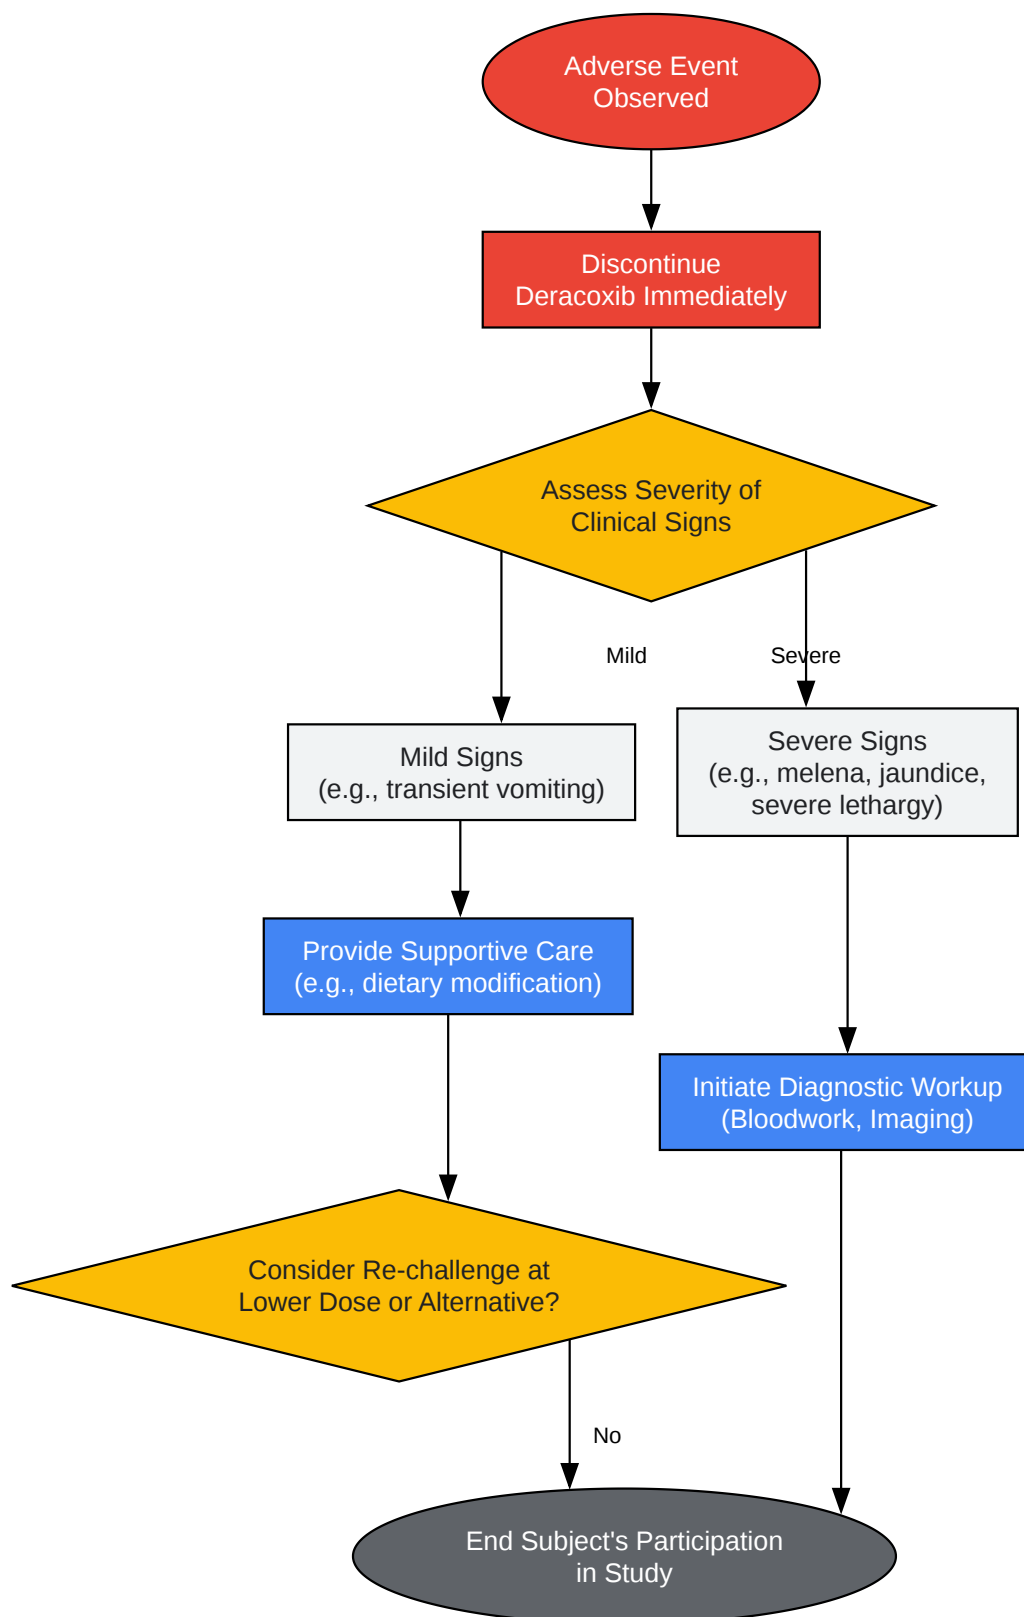 Adverse Event
Observed
Discontinue
Deracoxib Immediately
Assess Severity of
Clinical Signs
Mild
Severe
Mild Signs
(e.g., transient vomiting)
Severe Signs
(e.g., melena, jaundice,
severe lethargy)
Provide Supportive Care
(e.g., dietary modification)
Initiate Diagnostic Workup
(Bloodwork, Imaging)
Consider Re-challenge at
Lower Dose or Alternative?
No
End Subject's Participation
in Study